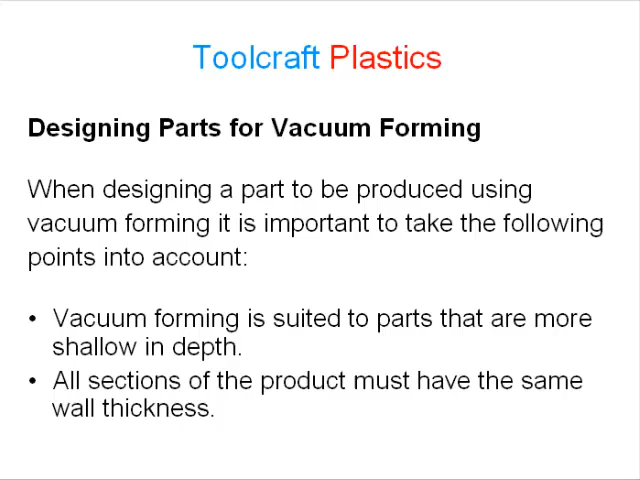 Toolcraft Plastics
Designing Parts for Vacuum Forming
When designing a part to be produced using
vacuum forming it is important to take the following
points into account:
• Vacuum forming is suited to parts that are more
shallow in depth.
• All sections of the product must have the same
wall thickness.